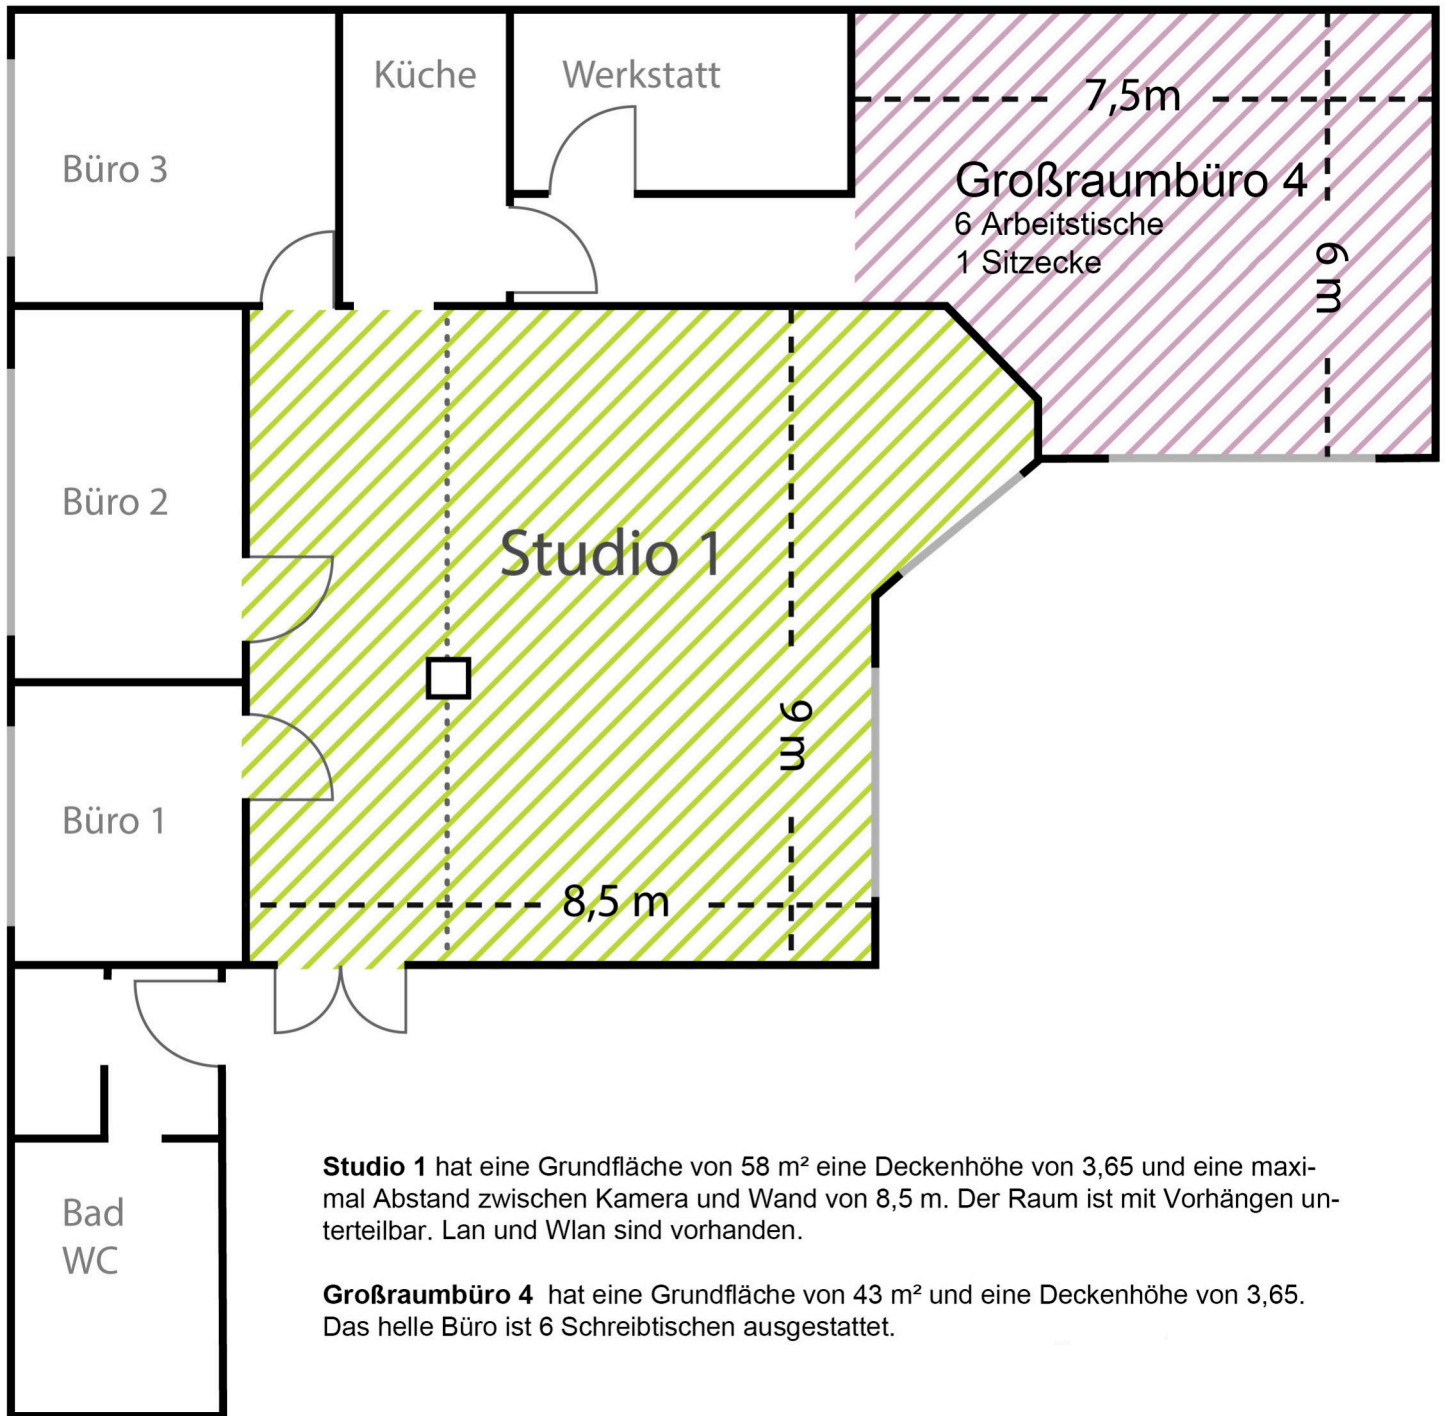 Küche
Werkstatt
7,5m
Büro 3
Großraumbüro 4
6 Arbeitstische
1 Sitzecke
6 m
Büro 2
Studio 1
9 m
Büro 1
8,5 m
Studio 1 hat eine Grundfläche von 58 m² eine Deckenhöhe von 3,65 und eine maxi-
mal Abstand zwischen Kamera und Wand von 8,5 m. Der Raum ist mit Vorhängen un-
terteilbar. Lan und Wlan sind vorhanden.
Bad
WC
Großraumbüro 4 hat eine Grundfläche von 43 m² und eine Deckenhöhe von 3,65.
Das helle Büro ist 6 Schreibtischen ausgestattet.